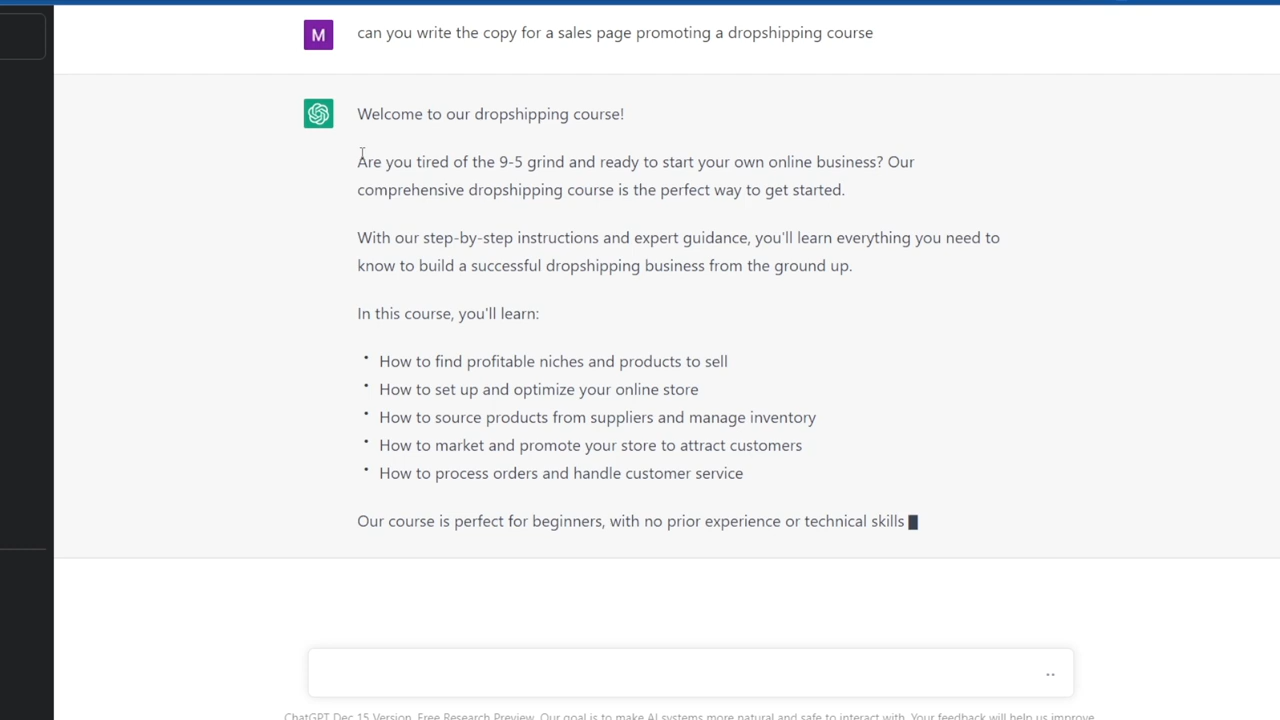 M
can you write the copy for a sales page promoting a dropshipping course
Welcome to our dropshipping course!
Are you tired of the 9-5 grind and ready to start your own online business? Our
comprehensive dropshipping course is the perfect way to get started.
With our step-by-step instructions and expert guidance, you'll learn everything you need to
know to build a successful dropshipping business from the ground up.
In this course, you'll learn:
• How to find profitable niches and products to sell
• How to set up and optimize your online store
• How to source products from suppliers and manage inventory
• How to market and promote your store to attract customers
• How to process orders and handle customer service
Our course is perfect for beginners, with no prior experience or technical skills
ChatGPT Dec 15 Version. Free Research Preview. Our goal is to make AI systems more natural and safe to interact with. Your feedback will help us improve.